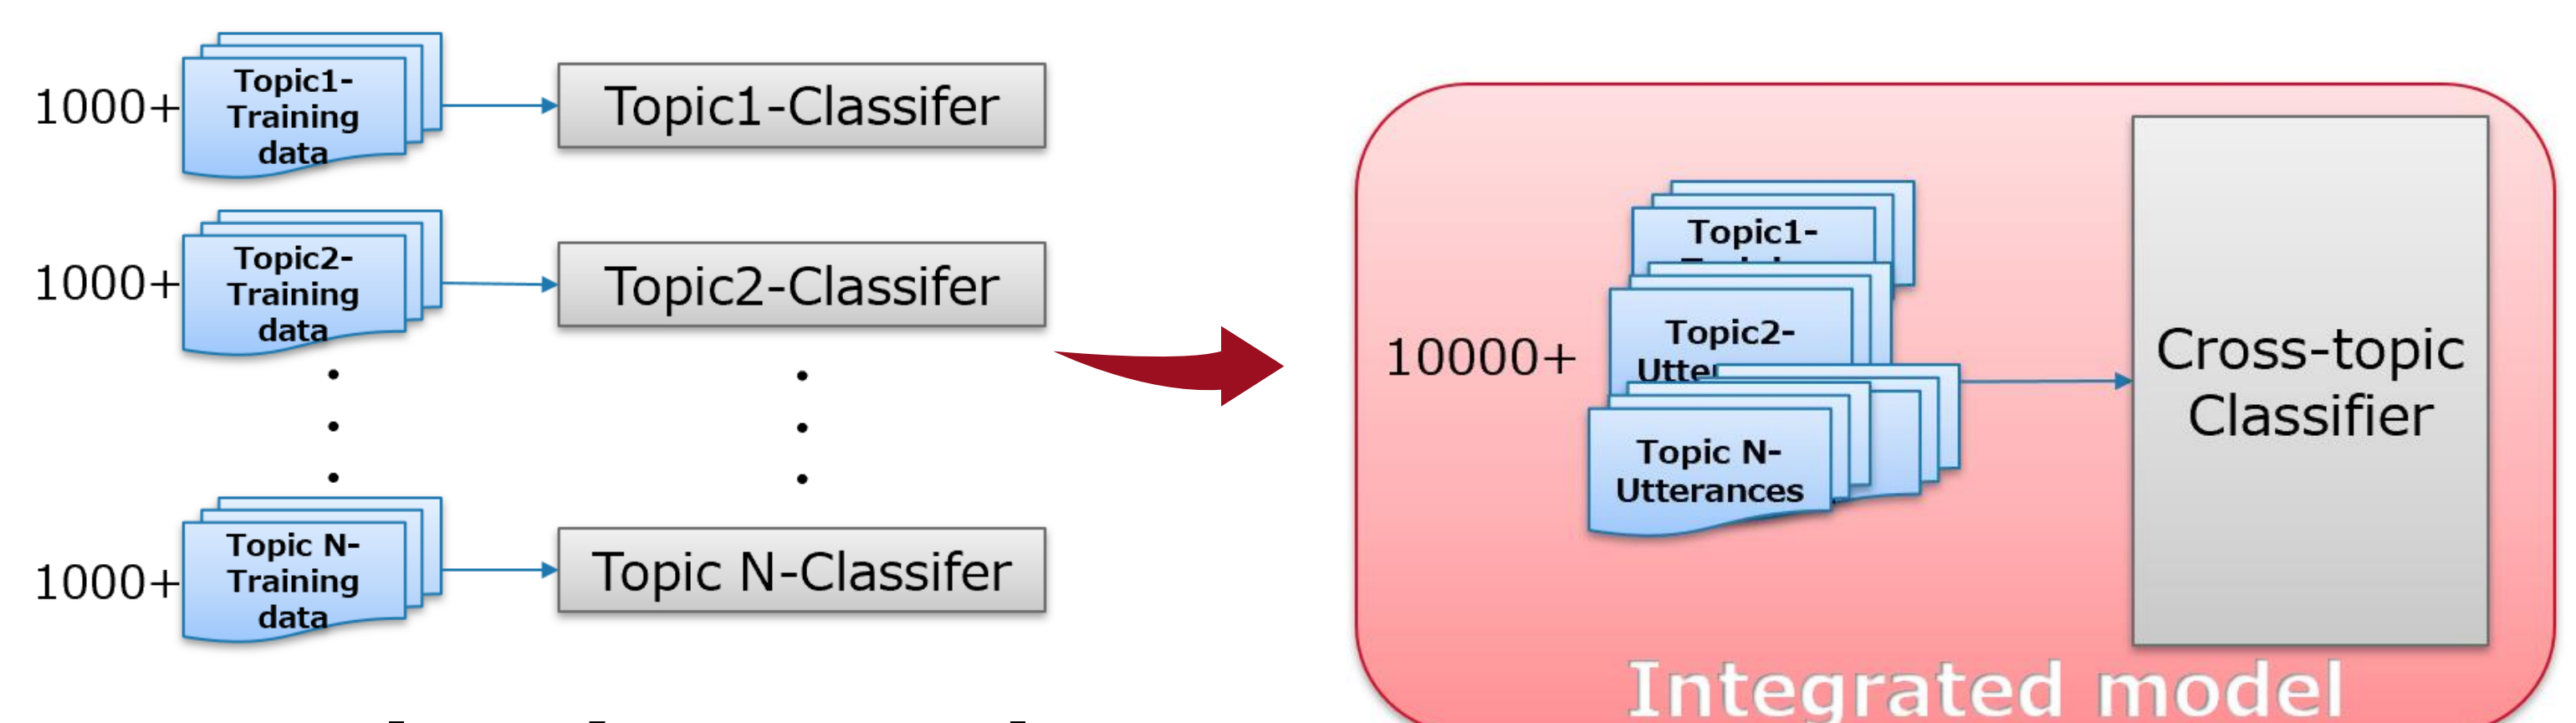 1000+
Topic1-
Training
data
Topic1-Classifer
1000+
Topic2-
Training
data
Topic2-Classifer
1000+
Topic N-
Training
data
Topic N-Classifer
10000+
Topic1-
Topic2-
Topic N-
Utterances
Cross-topic
Classifier
Integrated model